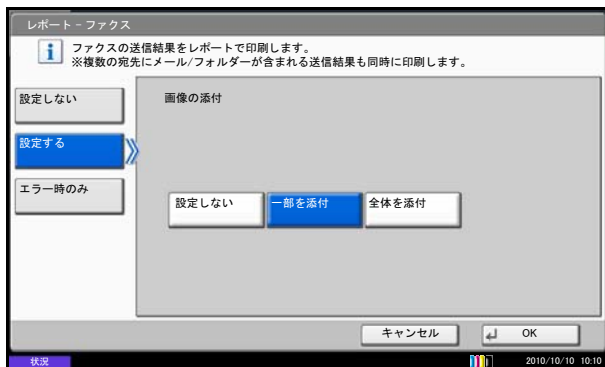 レポート - ファクス
ファクスの送信結果をレポートで印刷します。
※複数の宛先にメール/フォルダーが含まれる送信結果も同時に印刷します。
設定しない
画像の添付
設定する
エラー時のみ
設定しない 一部を添付 全体を添付
キャンセル OK
状況 2010/10/10 10:10